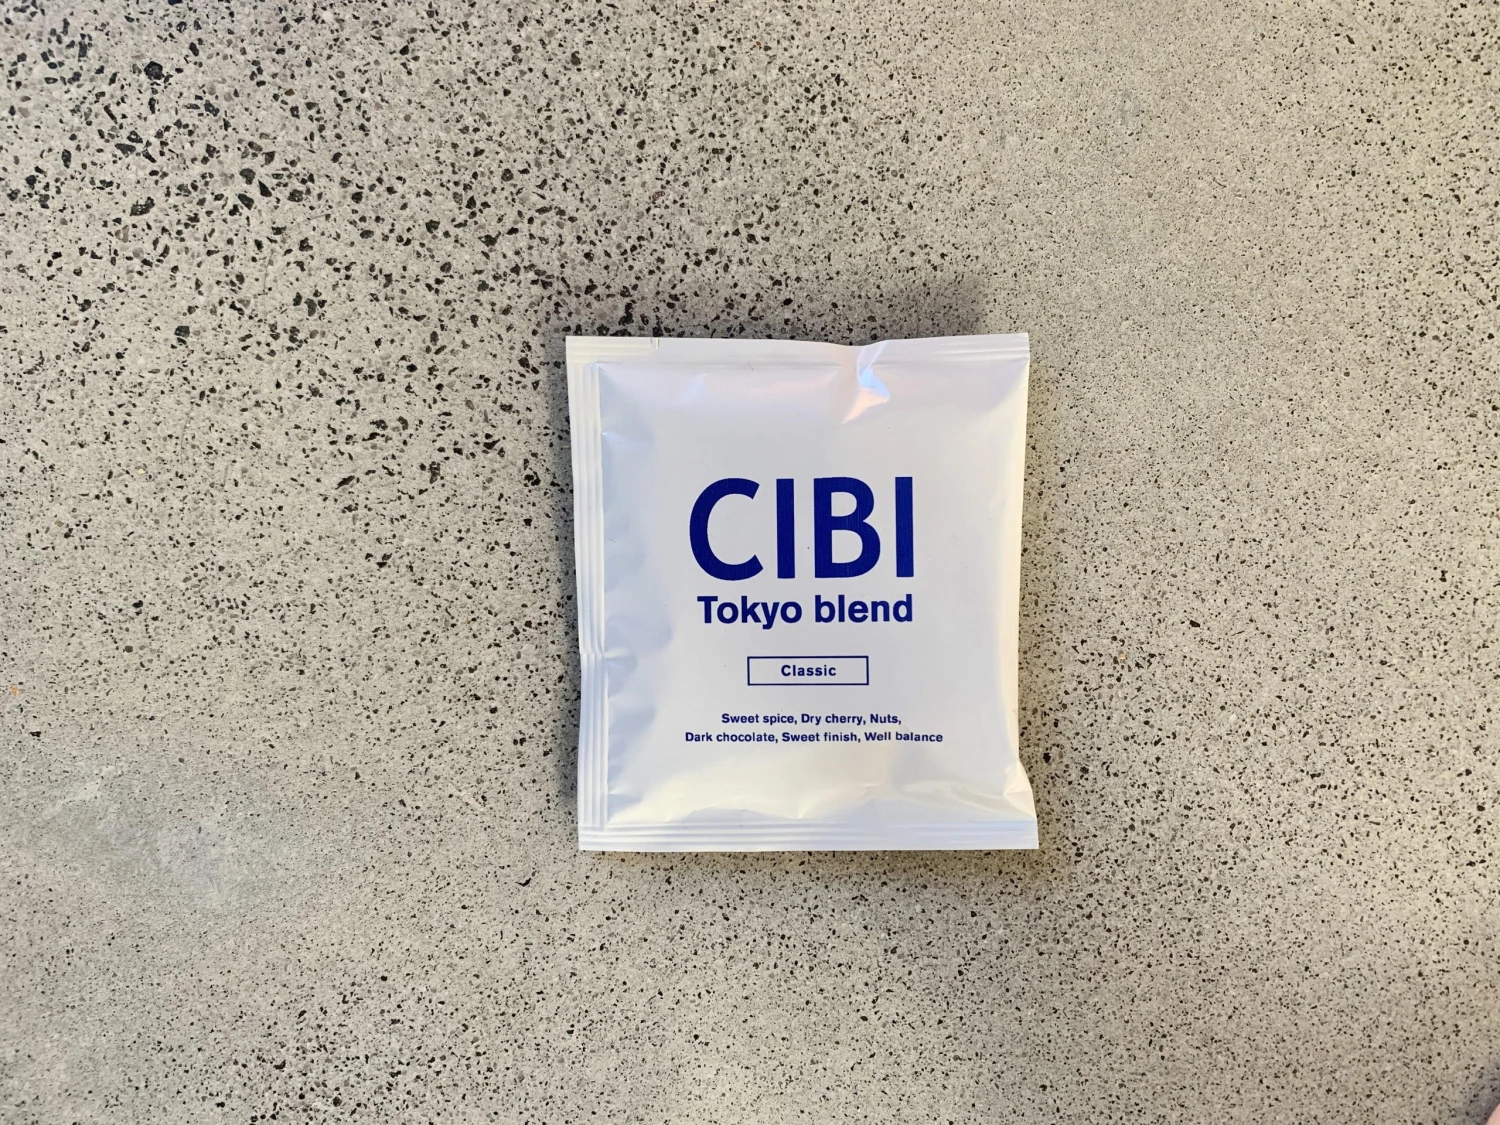 CIBI
Tokyo blend
Classic
Sweet spice, Dry cherry, Nuts,
Dark chocolate, Sweet finish, Well balance